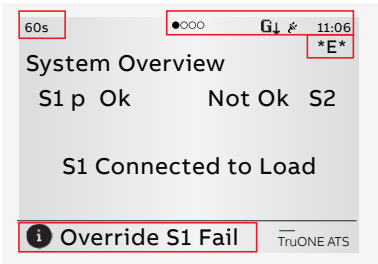 60s ●○○○ G↓ 11:06
*E*
System Overview
S1 p Ok Not Ok S2
S1 Connected to Load
i Override S1 Fail TruONE ATS